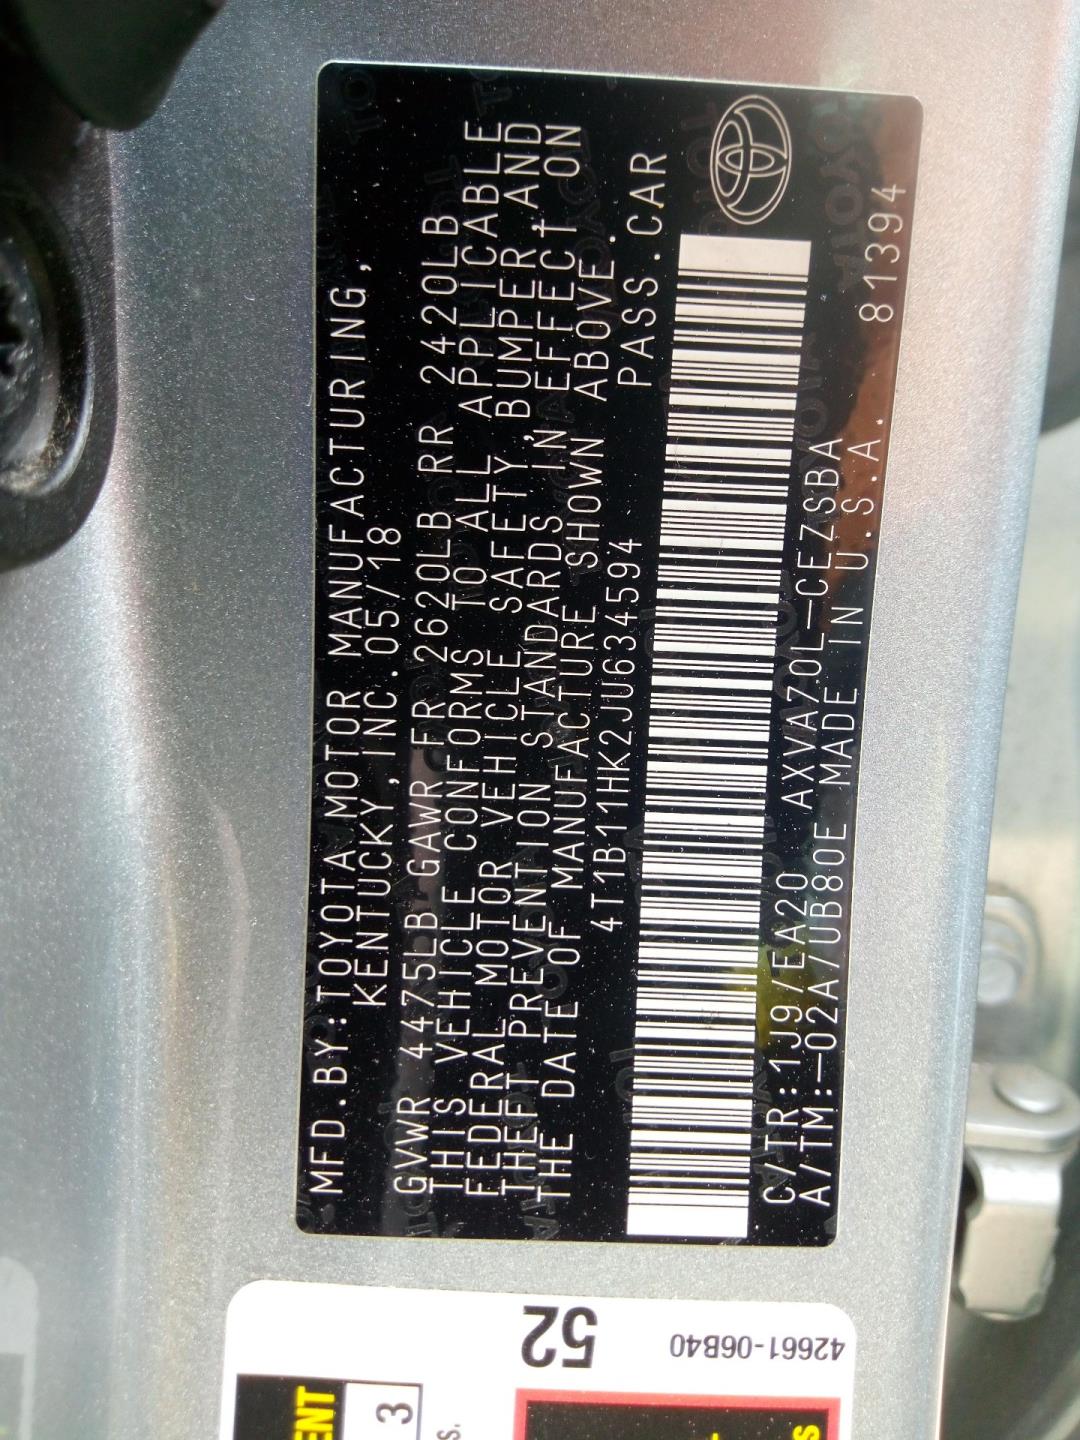 MFD.BY:TOYOTA MOTOR MANUFACTURING,
KENTUCKY, INC.05/18
GVWR 4475LB GAWR FR 2620LB RR 2420LB
THIS VEHICLE CONFORMS TO ALL APPLICABLE
FEDERAL MOTOR VEHICLE SAFETY, BUMPER, AND
THEFT PREVENTION STANDARDS IN EFFECT ON
THE DATE OF MANUFACTURE SHOWN ABOVE.
4T1B11HK2JU634594 PASS.CAR
C/TR:1J9/EA20 AXVA70L-CEZSBA
A/TM:-02A/UB80E MADE IN U.S.A. 81394
52
42661-06B40
3